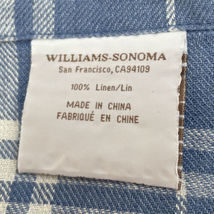 WILLIAMS-SONOMA
San Francisco, CA94109
100% Linen/Lin
MADE IN CHINA
FABRIQUÉ EN CHINE